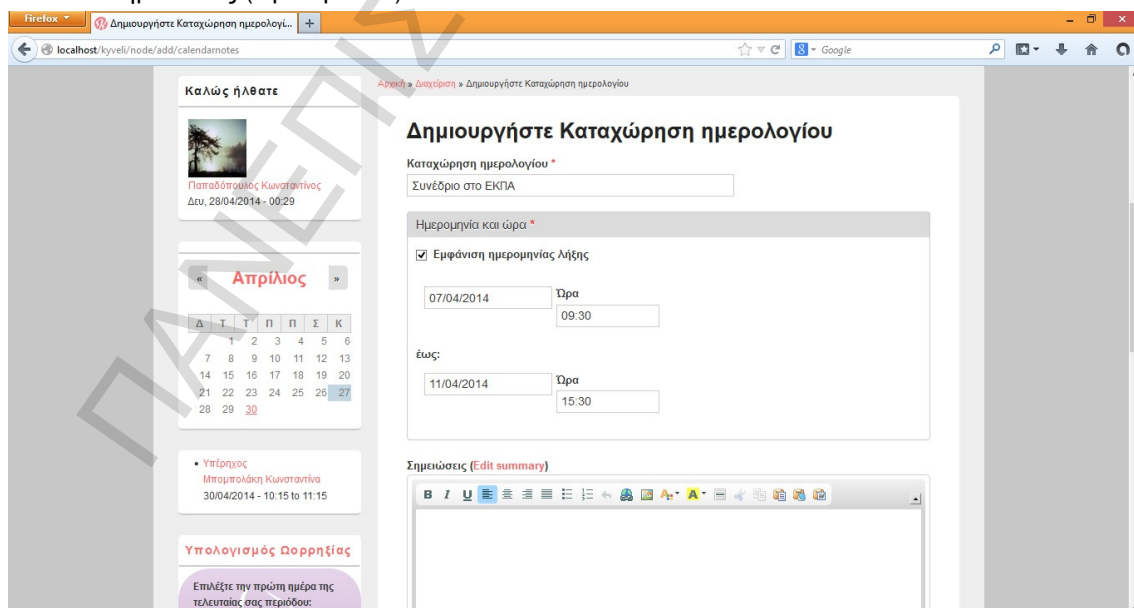 Firefox
Δημιουργήστε Καταχώρηση ημερολογί... +
localhost/kyveli/node/add/calendarnotes
Google
Καλώς ήλθατε
Παπαδόπουλος Κωνσταντίνος
Δευ, 28/04/2014 - 00:29
« Απρίλιος »
Δ Τ Τ Π Π Σ Κ
1 2 3 4 5 6
7 8 9 10 11 12 13
14 15 16 17 18 19 20
21 22 23 24 25 26 27
28 29 30
Υπέρηχος
Μπομπολάκη Κωνσταντίνα
30/04/2014 - 10:15 to 11:15
Υπολογισμός Ωορρηξίας
Επιλέξτε την πρώτη ημέρα της
τελευταίας σας περιόδου:
Αρχική » Διαχείριση » Δημιουργήστε Καταχώρηση ημερολογίου
Δημιουργήστε Καταχώρηση ημερολογίου
Καταχώρηση ημερολογίου *
Συνέδριο στο ΕΚΠΑ
Ημερομηνία και ώρα *
Εμφάνιση ημερομηνίας λήξης
Ώρα
07/04/2014
09:30
έως:
Ώρα
11/04/2014
15:30
Σημειώσεις (Edit summary)
B I U
ΠΑΝΕΠΙΣ